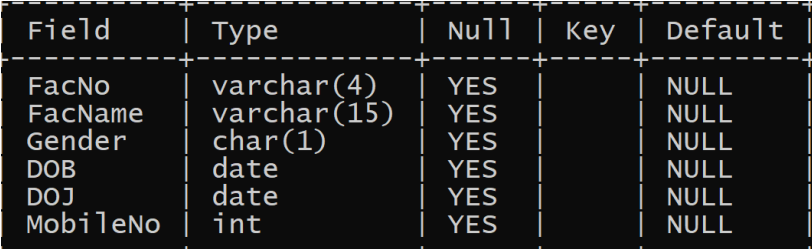 | Field | Type | Null | Key | Default |
| FacNo | varchar(4) | YES | | NULL |
| FacName | varchar(15) | YES | | NULL |
| Gender | char(1) | YES | | NULL |
| DOB | date | YES | | NULL |
| DOJ | date | YES | | NULL |
| MobileNo | int | YES | | NULL |